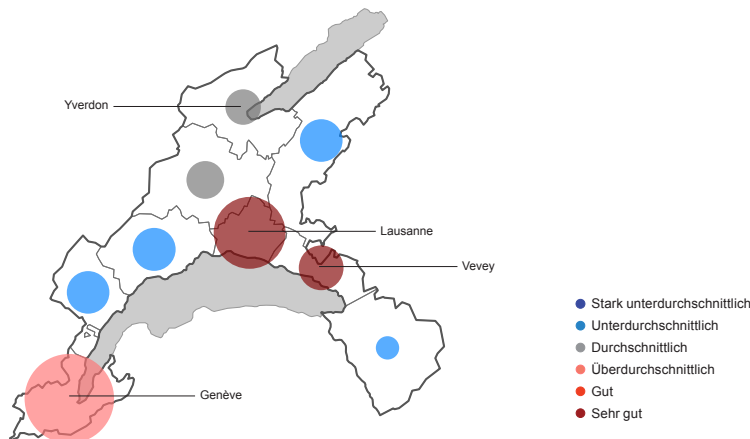 Yverdon
Lausanne
Vevey
Genève
Stark unterdurchschnittlich
Unterdurchschnittlich
Durchschnittlich
Überdurchschnittlich
Gut
Sehr gut